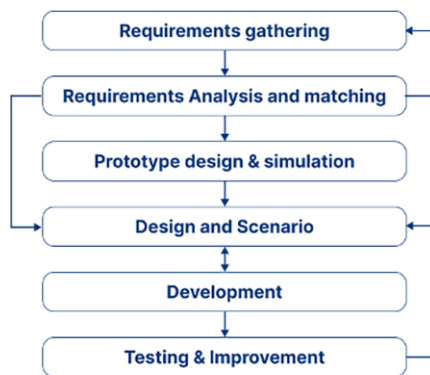 Requirements gathering
Requirements Analysis and matching
Prototype design & simulation
Design and Scenario
Development
Testing & Improvement